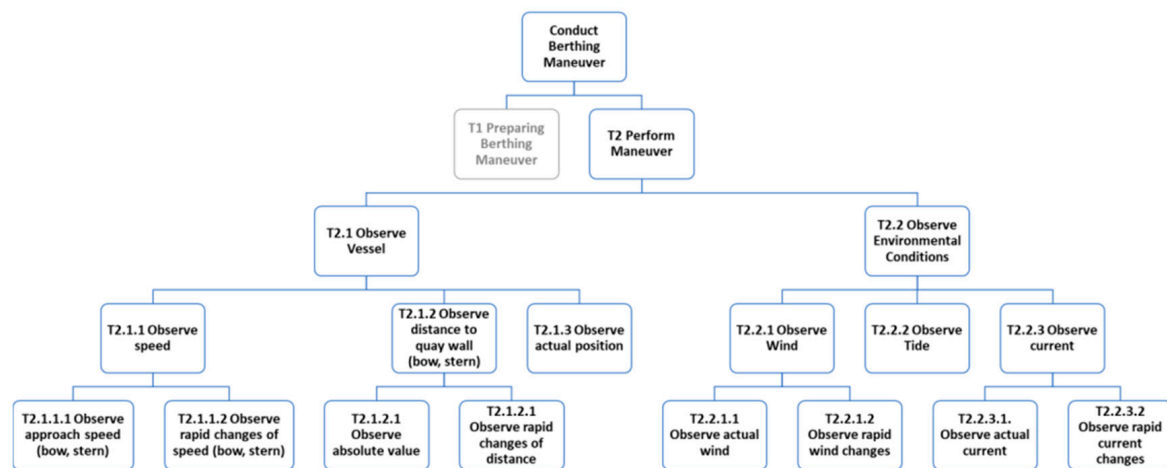 Conduct
Berthing
Maneuver
T1 Preparing
Berthing
Maneuver
T2 Perform
Maneuver
T2.1 Observe
Vessel
T2.2 Observe
Environmental
Conditions
T2.1.1 Observe
speed
T2.1.2 Observe
distance to
quay wall
(bow, stern)
T2.1.3 Observe
actual position
T2.2.1 Observe
Wind
T2.2.2 Observe
Tide
T2.2.3 Observe
current
T2.1.1.1 Observe
approach speed
(bow, stern)
T2.1.1.2 Observe
rapid changes of
speed (bow, stern)
T2.1.2.1
Observe
absolute value
T2.1.2.1
Observe rapid
changes of
distance
T2.2.1.1
Observe actual
wind
T2.2.1.2
Observe rapid
wind changes
T2.2.3.1.
Observe actual
current
T2.2.3.2
Observe rapid
current
changes